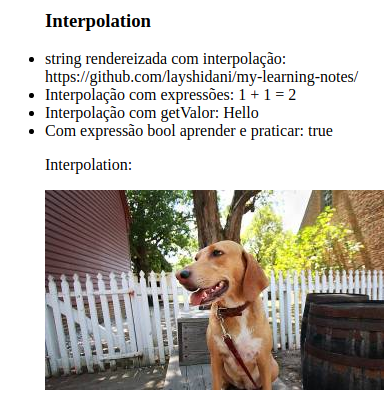 Interpolation
string rendereizada com interpolação:
https://github.com/layshidani/my-learning-notes/
Interpolação com expressões: 1 + 1 = 2
Interpolação com getValor: Hello
Com expressão bool aprender e praticar: true
Interpolation: